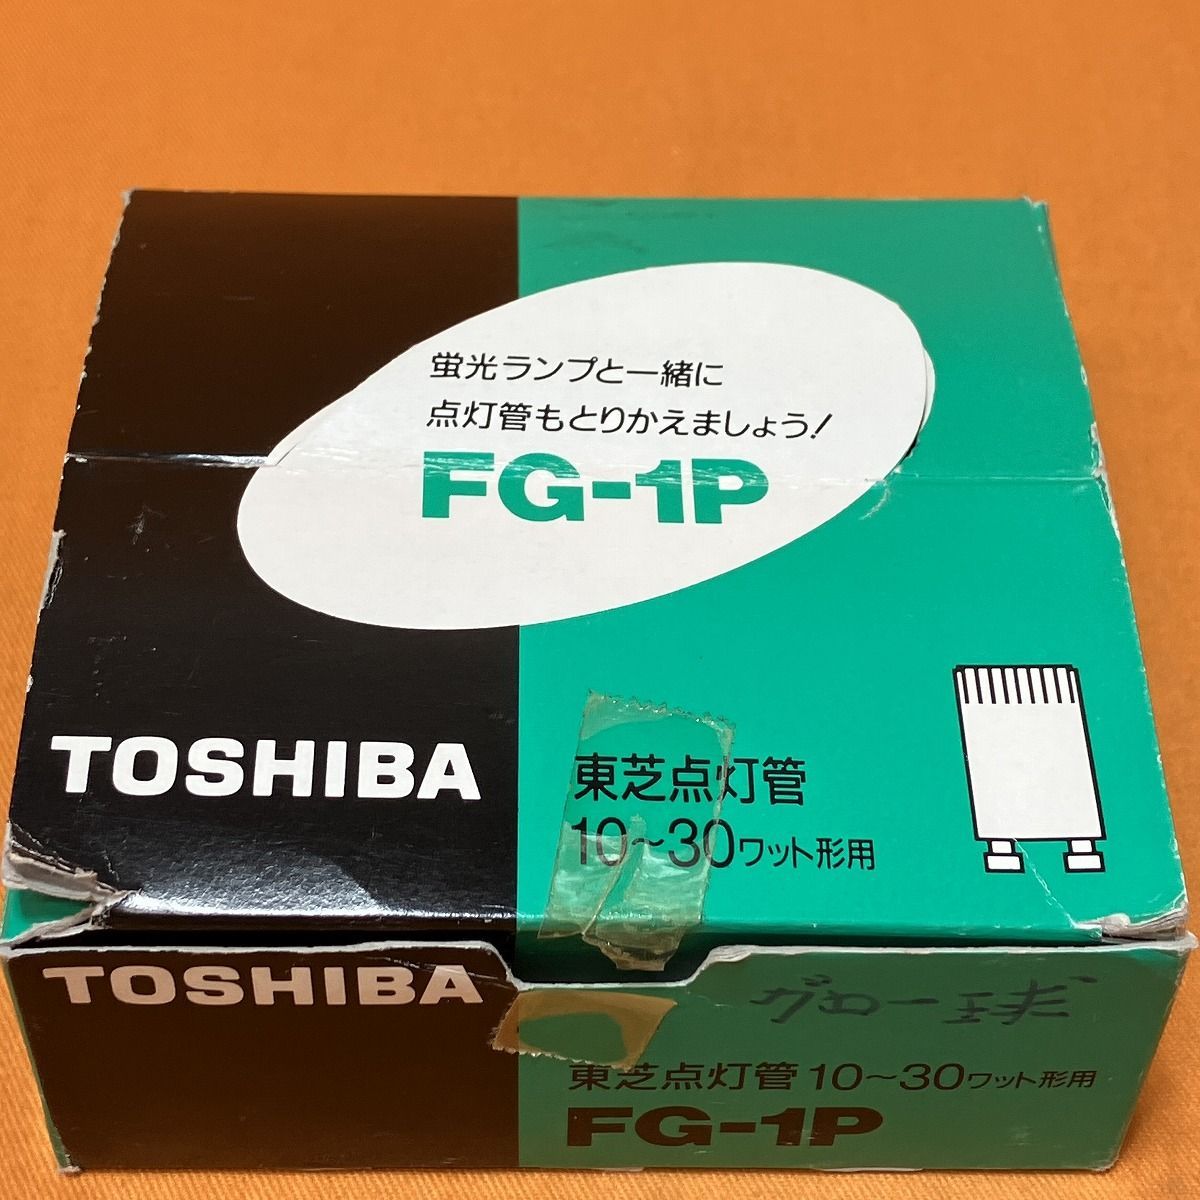 蛍光ランプと一緒に
点灯管もとりかえましょう!
FG-1P
TOSHIBA
東芝点灯管
10～30ワット形用
TOSHIBA
グロー球
東芝点灯管 10～30ワット形用
FG-1P